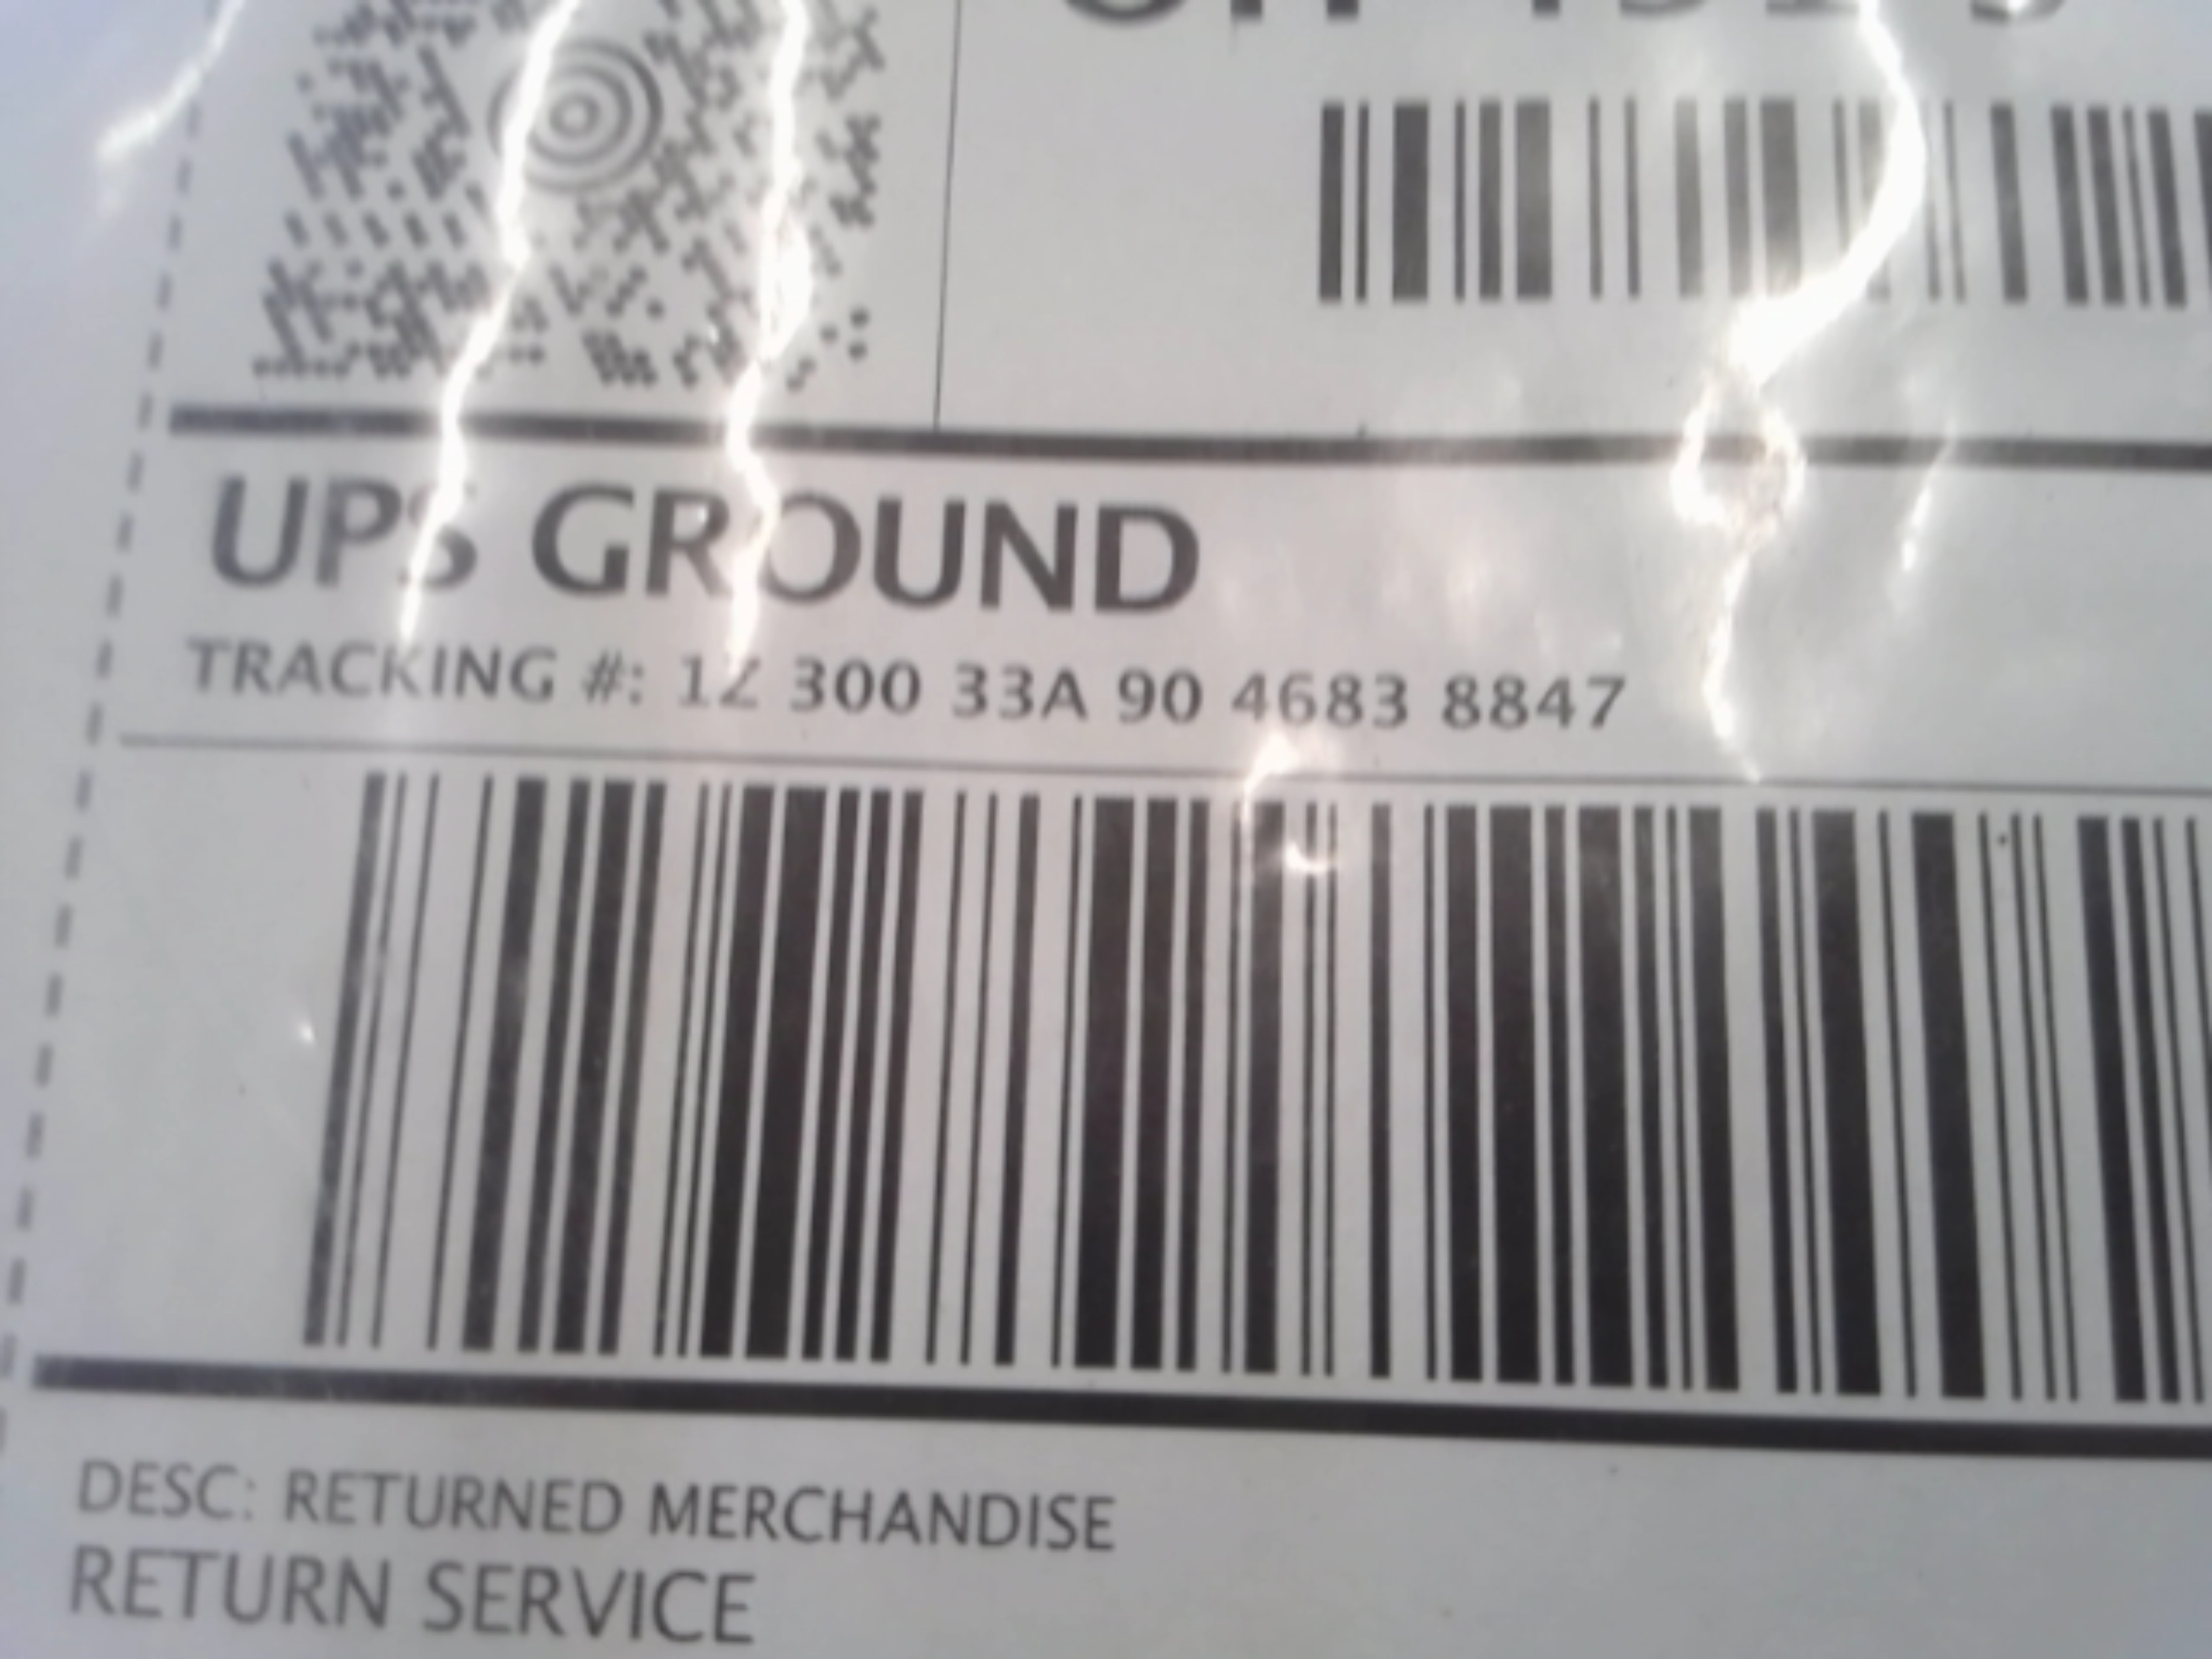 UPS GROUND
TRACKING #: 1Z 300 33A 90 4683 8847
DESC: RETURNED MERCHANDISE
RETURN SERVICE